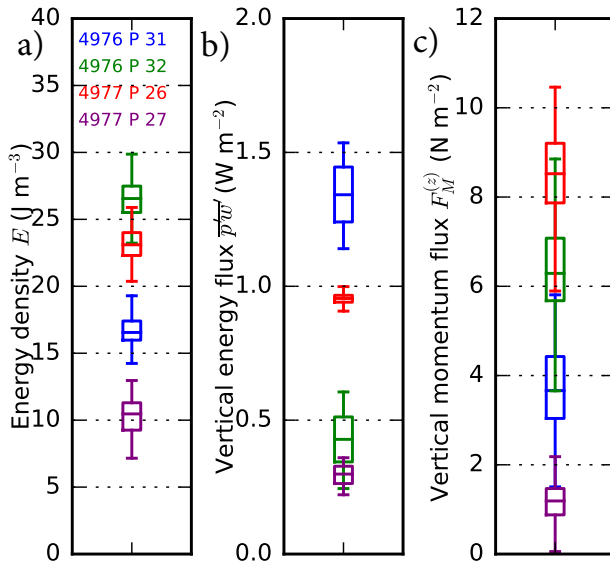 a)
4976 P 31
4976 P 32
4977 P 26
4977 P 27
Energy density E (J m⁻³)
40
35
30
25
20
15
10
5
0
b)
Vertical energy flux p′w′ (W m⁻²)
2.0
1.5
1.0
0.5
0.0
c)
Vertical momentum flux F_M^(z) (N m⁻²)
12
10
8
6
4
2
0